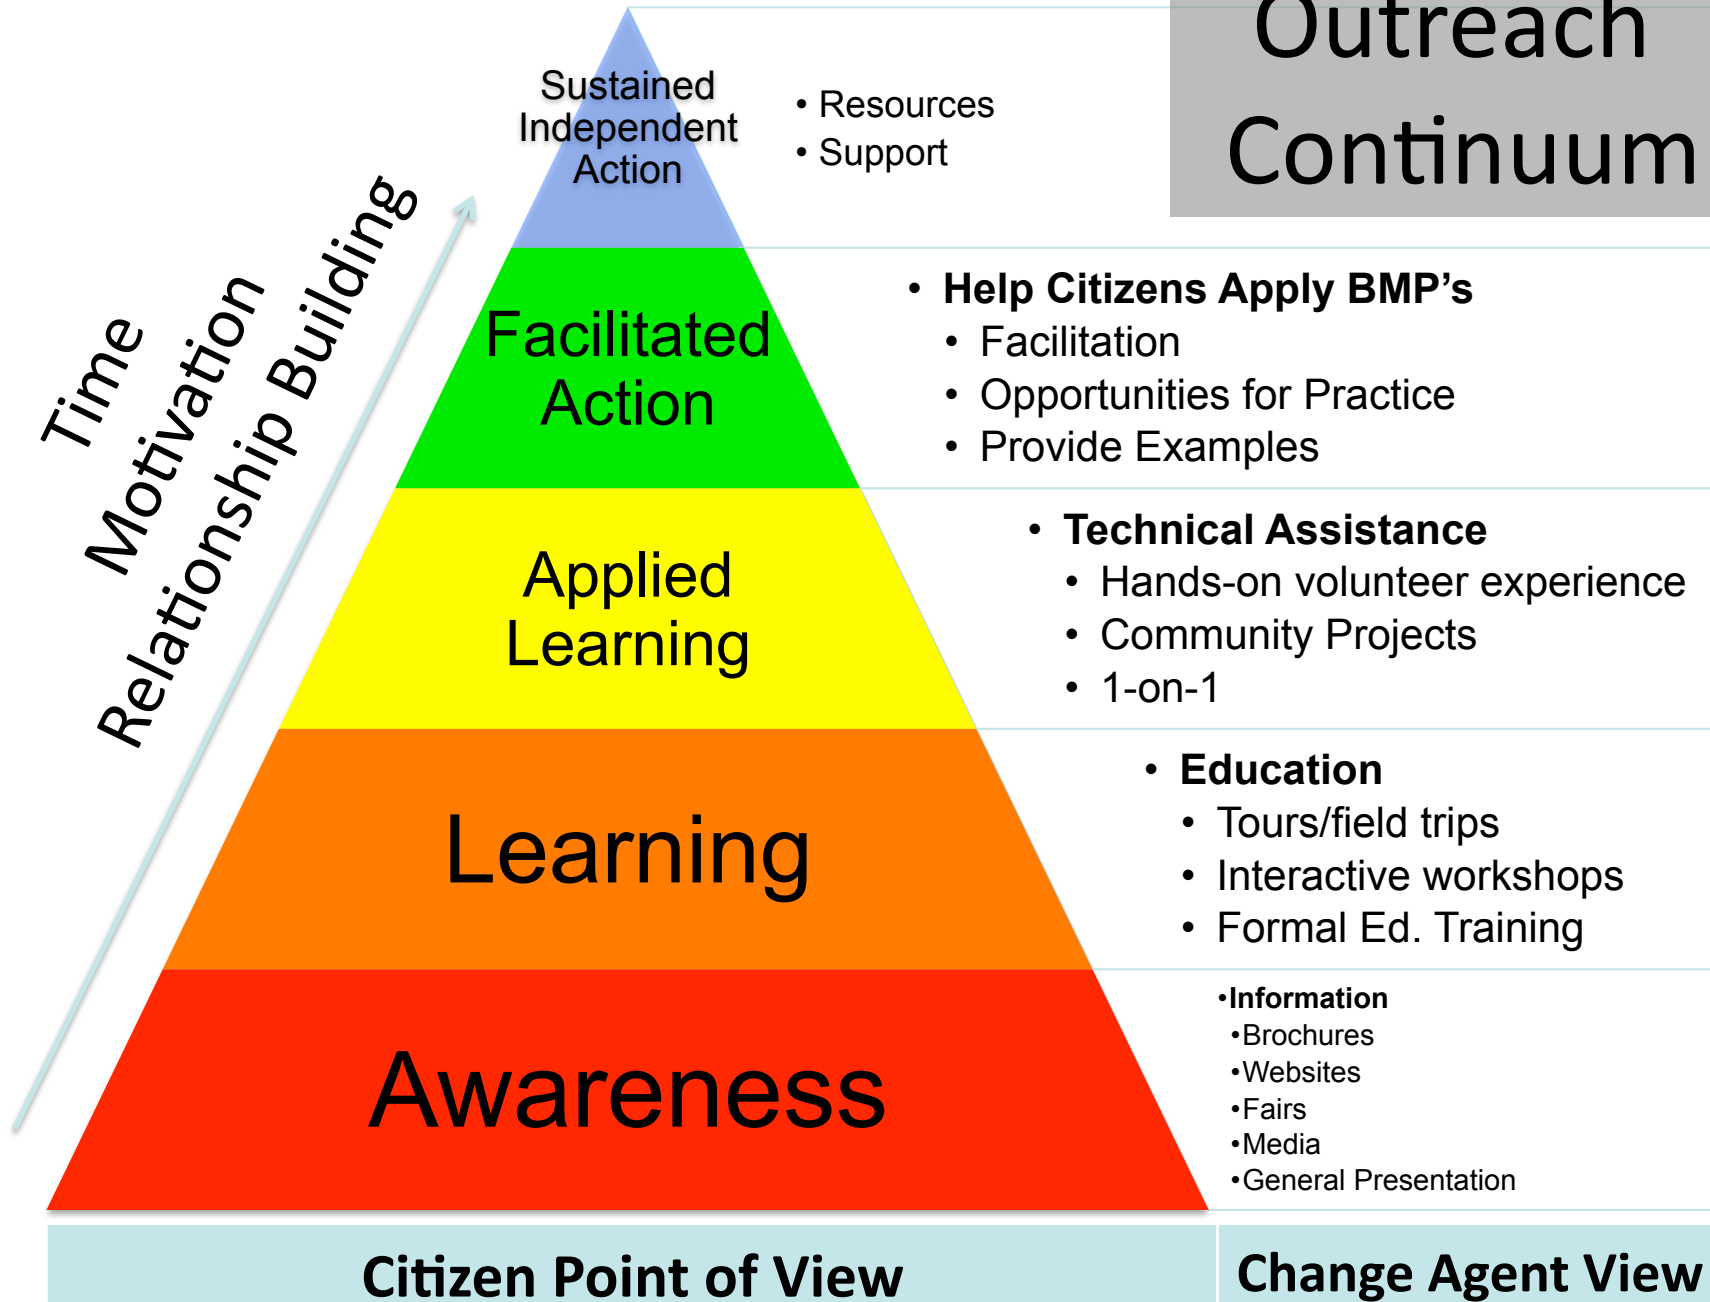 Outreach
Continuum
Sustained
Independent
Action
• Resources
• Support
Time
Motivation
Relationship Building
Facilitated
Action
• Help Citizens Apply BMP’s
• Facilitation
• Opportunities for Practice
• Provide Examples
Applied
Learning
• Technical Assistance
• Hands-on volunteer experience
• Community Projects
• 1-on-1
Learning
• Education
• Tours/field trips
• Interactive workshops
• Formal Ed. Training
Awareness
•Information
•Brochures
•Websites
•Fairs
•Media
•General Presentation
Citizen Point of View
Change Agent View